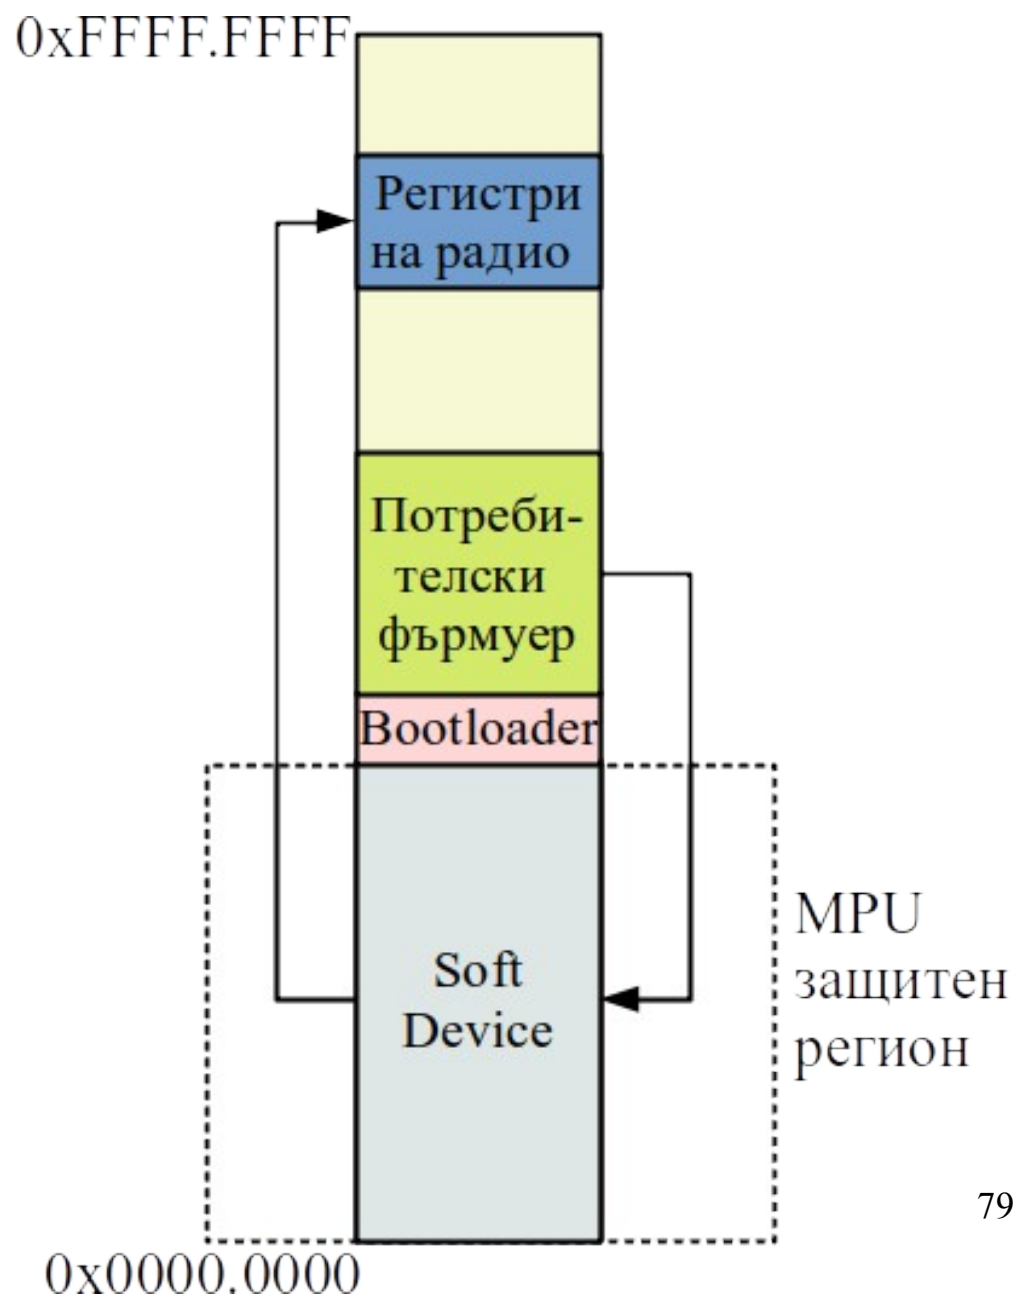 0xFFFF.FFFF
Регистри
на радио
Потреби-
телски
фърмуер
Bootloader
Soft
Device
MPU
защитен
регион
79
0x0000.0000